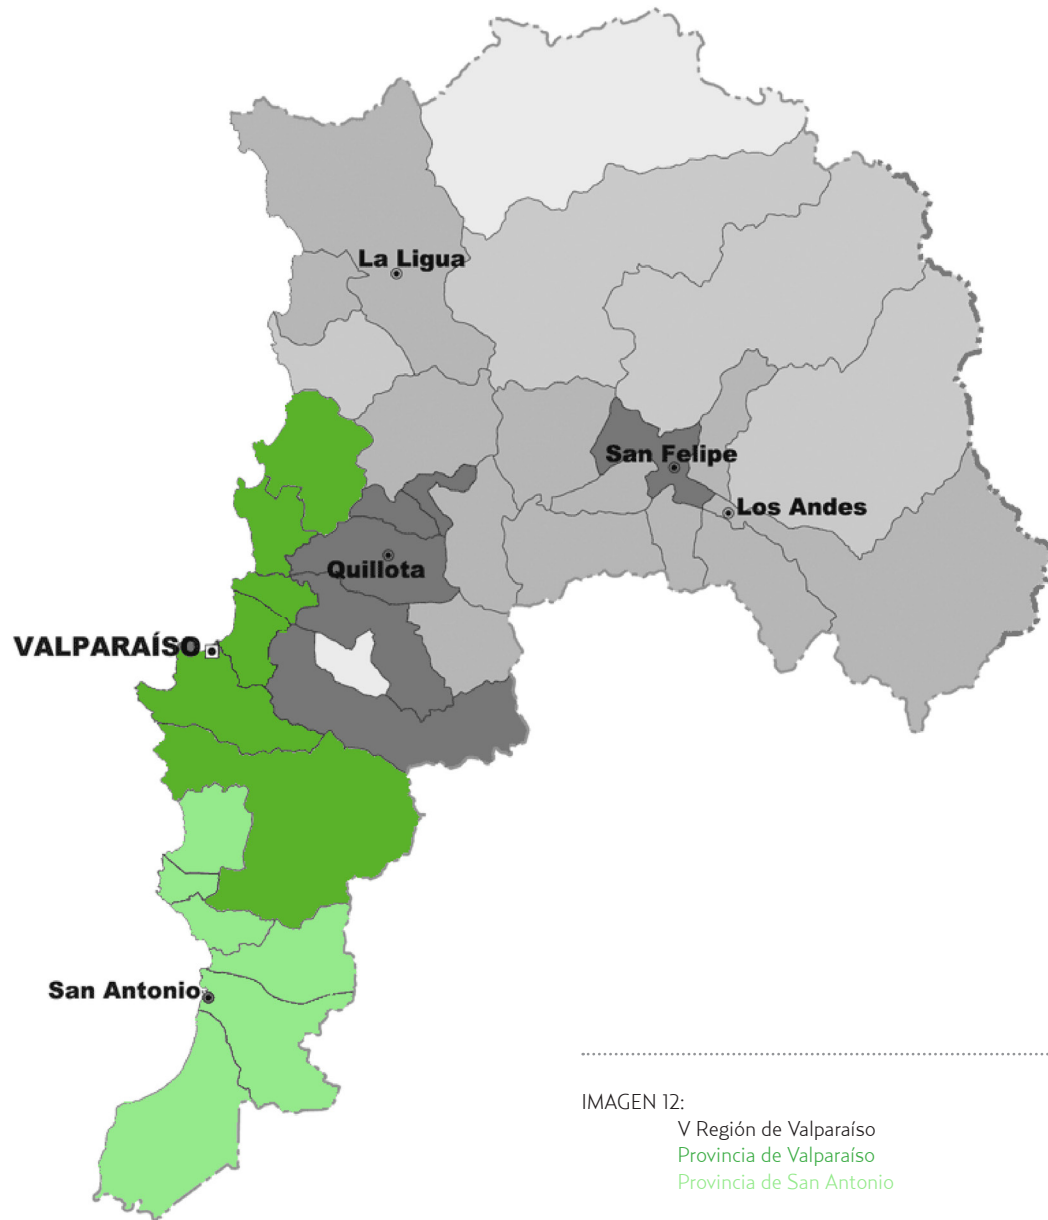 La Ligua
San Felipe
Los Andes
Quillota
VALPARAÍSO
San Antonio
IMAGEN 12:
V Región de Valparaíso
Provincia de Valparaíso
Provincia de San Antonio